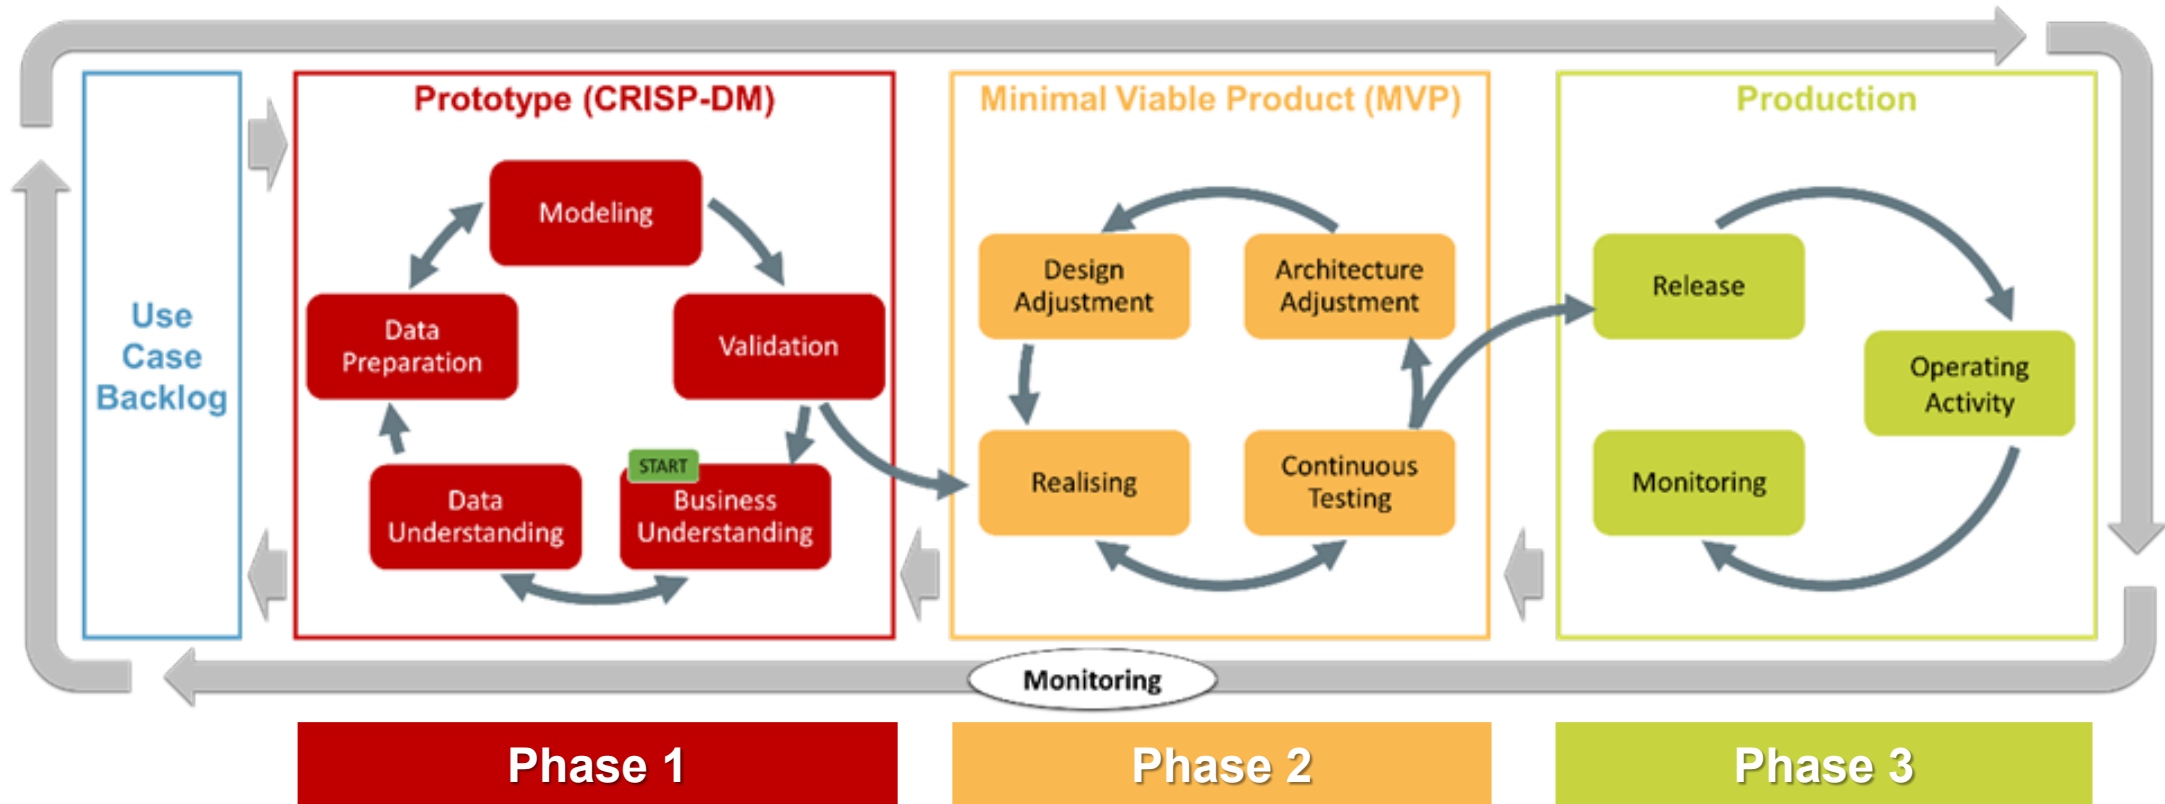 Use
Case
Backlog
Prototype (CRISP-DM)
Modeling
Data
Preparation
Validation
Data
Understanding
START
Business
Understanding
Minimal Viable Product (MVP)
Design
Adjustment
Architecture
Adjustment
Realising
Continuous
Testing
Production
Release
Operating
Activity
Monitoring
Monitoring
Phase 1
Phase 2
Phase 3